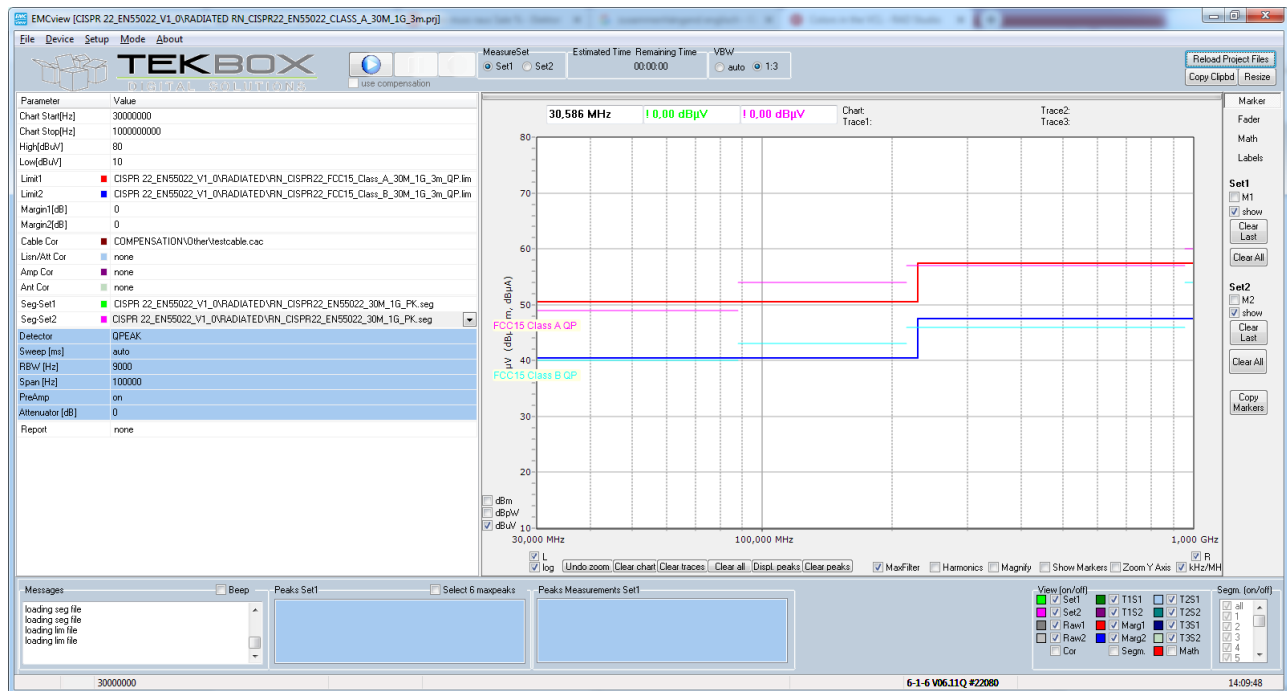 EMCview [CISPR 22_EN55022_V1_0\RADIATED RN_CISPR22_EN55022_CLASS_A_30M_1G_3m.prj]
File Device Setup Mode About
TEKBOX
DIGITAL SOLUTIONS
use compensation
MeasureSet
Set1 Set2
Estimated Time Remaining Time
00:00:00
VBW
auto 1:3
Reload Project Files
Copy Clipbd Resize
Parameter Value
Chart Start[Hz] 30000000
Chart Stop[Hz] 1000000000
High[dBuV] 80
Low[dBuV] 10
Limit1 CISPR 22_EN55022_V1_0\RADIATED\RN_CISPR22_FCC15_Class_A_30M_1G_3m_QP.lim
Limit2 CISPR 22_EN55022_V1_0\RADIATED\RN_CISPR22_FCC15_Class_B_30M_1G_3m_QP.lim
Margin1[dB] 0
Margin2[dB] 0
Cable Cor COMPENSATION\Other\testcable.cac
Lisn/Att Cor none
Amp Cor none
Ant Cor none
Seg-Set1 CISPR 22_EN55022_V1_0\RADIATED\RN_CISPR22_EN55022_30M_1G_PK.seg
Seg-Set2 CISPR 22_EN55022_V1_0\RADIATED\RN_CISPR22_EN55022_30M_1G_PK.seg
Detector QPEAK
Sweep [ms] auto
RBW [Hz] 9000
Span [Hz] 100000
PreAmp on
Attenuator [dB] 0
Report none
30,586 MHz ! 0,00 dBµV ! 0,00 dBµV
Chart: Trace2:
Trace1: Trace3:
80
70
60
50
40
30
20
10
FCC15 Class A QP
FCC15 Class B QP
dBm
dBpW
dBuV
30,000 MHz 100,000 MHz 1,000 GHz
L R
log Undo zoom Clear chart Clear traces Clear all Displ. peaks Clear peaks MaxFilter Harmonics Magnify Show Markers Zoom Y Axis kHz/MH
Marker
Fader
Math
Labels
Set1
M1
show
Clear
Last
Clear All
Set2
M2
show
Clear
Last
Clear All
Copy
Markers
Messages Beep
loading seg file
loading seg file
loading lim file
loading lim file
Peaks Set1 Select 6 maxpeaks
Peaks Measurements Set1
View (on/off)
Set1 T1S1 T2S1
Set2 T1S2 T2S2
Raw1 Marg1 T3S1
Raw2 Marg2 T3S2
Cor Segm. Math
Segm. (on/off)
all
1
2
3
4
5
30000000 6-1-6 V06.11Q #22080 14:09:48